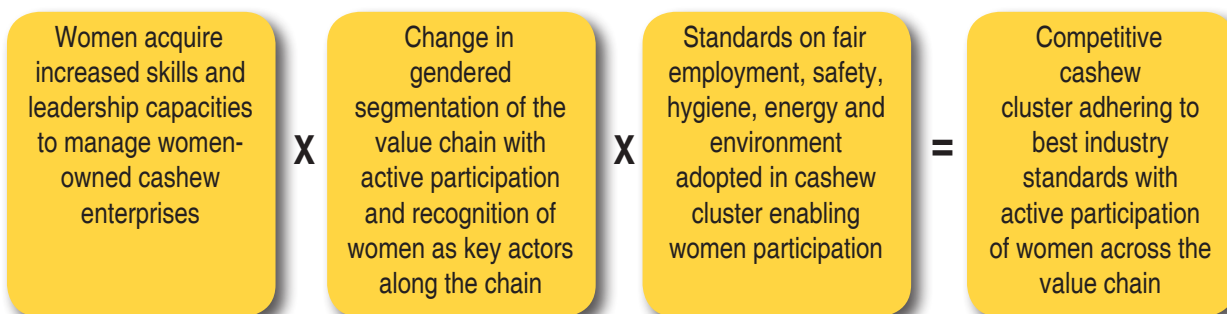 Women acquire
increased skills and
leadership capacities
to manage women-
owned cashew
enterprises
X
Change in
gendered
segmentation of the
value chain with
active participation
and recognition of
women as key actors
along the chain
X
Standards on fair
employment, safety,
hygiene, energy and
environment
adopted in cashew
cluster enabling
women participation
=
Competitive
cashew
cluster adhering to
best industry
standards with
active participation
of women across the
value chain